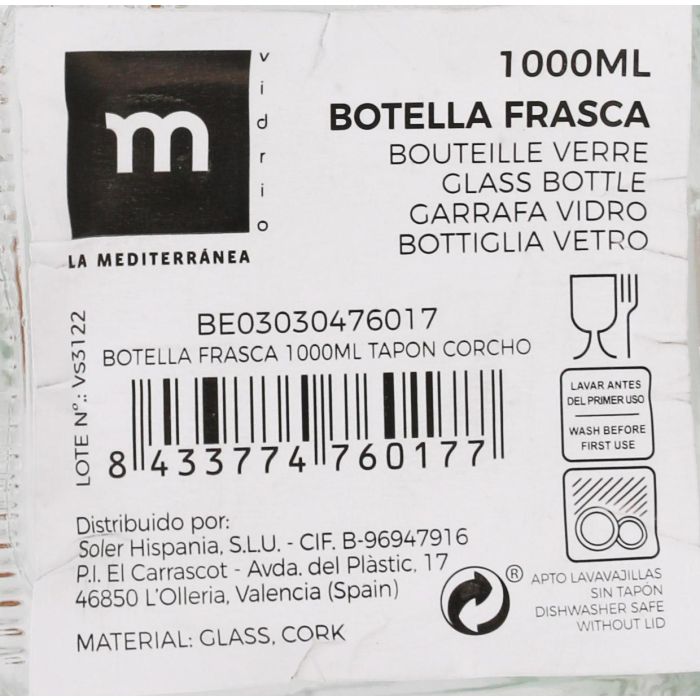 m
vidrio
LA MEDITERRÁNEA
1000ML
BOTELLA FRASCA
BOUTEILLE VERRE
GLASS BOTTLE
GARRAFA VIDRO
BOTTIGLIA VETRO
LOTE Nº.: VS3122
BE03030476017
BOTELLA FRASCA 1000ML TAPON CORCHO
8 433774 760177
LAVAR ANTES
DEL PRIMER USO
WASH BEFORE
FIRST USE
Distribuido por:
Soler Hispania, S.L.U. - CIF. B-96947916
P.I. El Carrascot - Avda. del Plàstic, 17
46850 L'Olleria, Valencia (Spain)
MATERIAL: GLASS, CORK
®
APTO LAVAVAJILLAS
SIN TAPÓN
DISHWASHER SAFE
WITHOUT LID